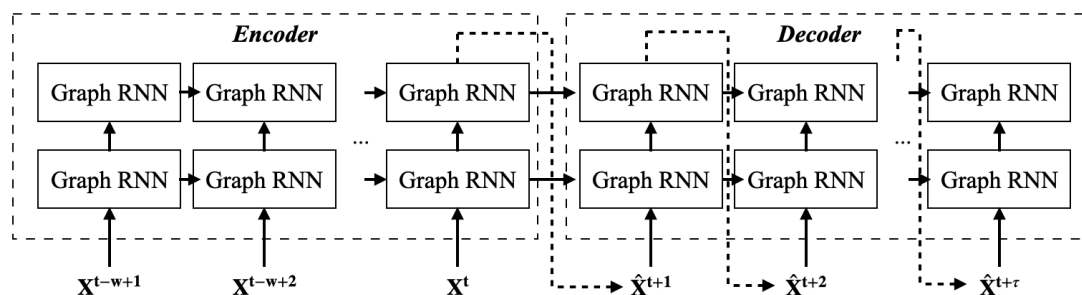 Encoder Decoder
Graph RNN Graph RNN Graph RNN Graph RNN Graph RNN Graph RNN
... ...
Graph RNN Graph RNN Graph RNN Graph RNN Graph RNN Graph RNN
X^{t-w+1} X^{t-w+2} X^{t} X̂^{t+1} X̂^{t+2} X̂^{t+τ}